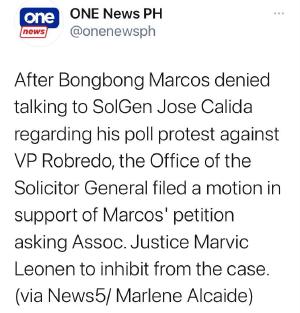 one
news
ONE News PH
@onenewsph
...
After Bongbong Marcos denied
talking to SolGen Jose Calida
regarding his poll protest against
VP Robredo, the Office of the
Solicitor General filed a motion in
support of Marcos' petition
asking Assoc. Justice Marvic
Leonen to inhibit from the case.
(via News5/ Marlene Alcaide)